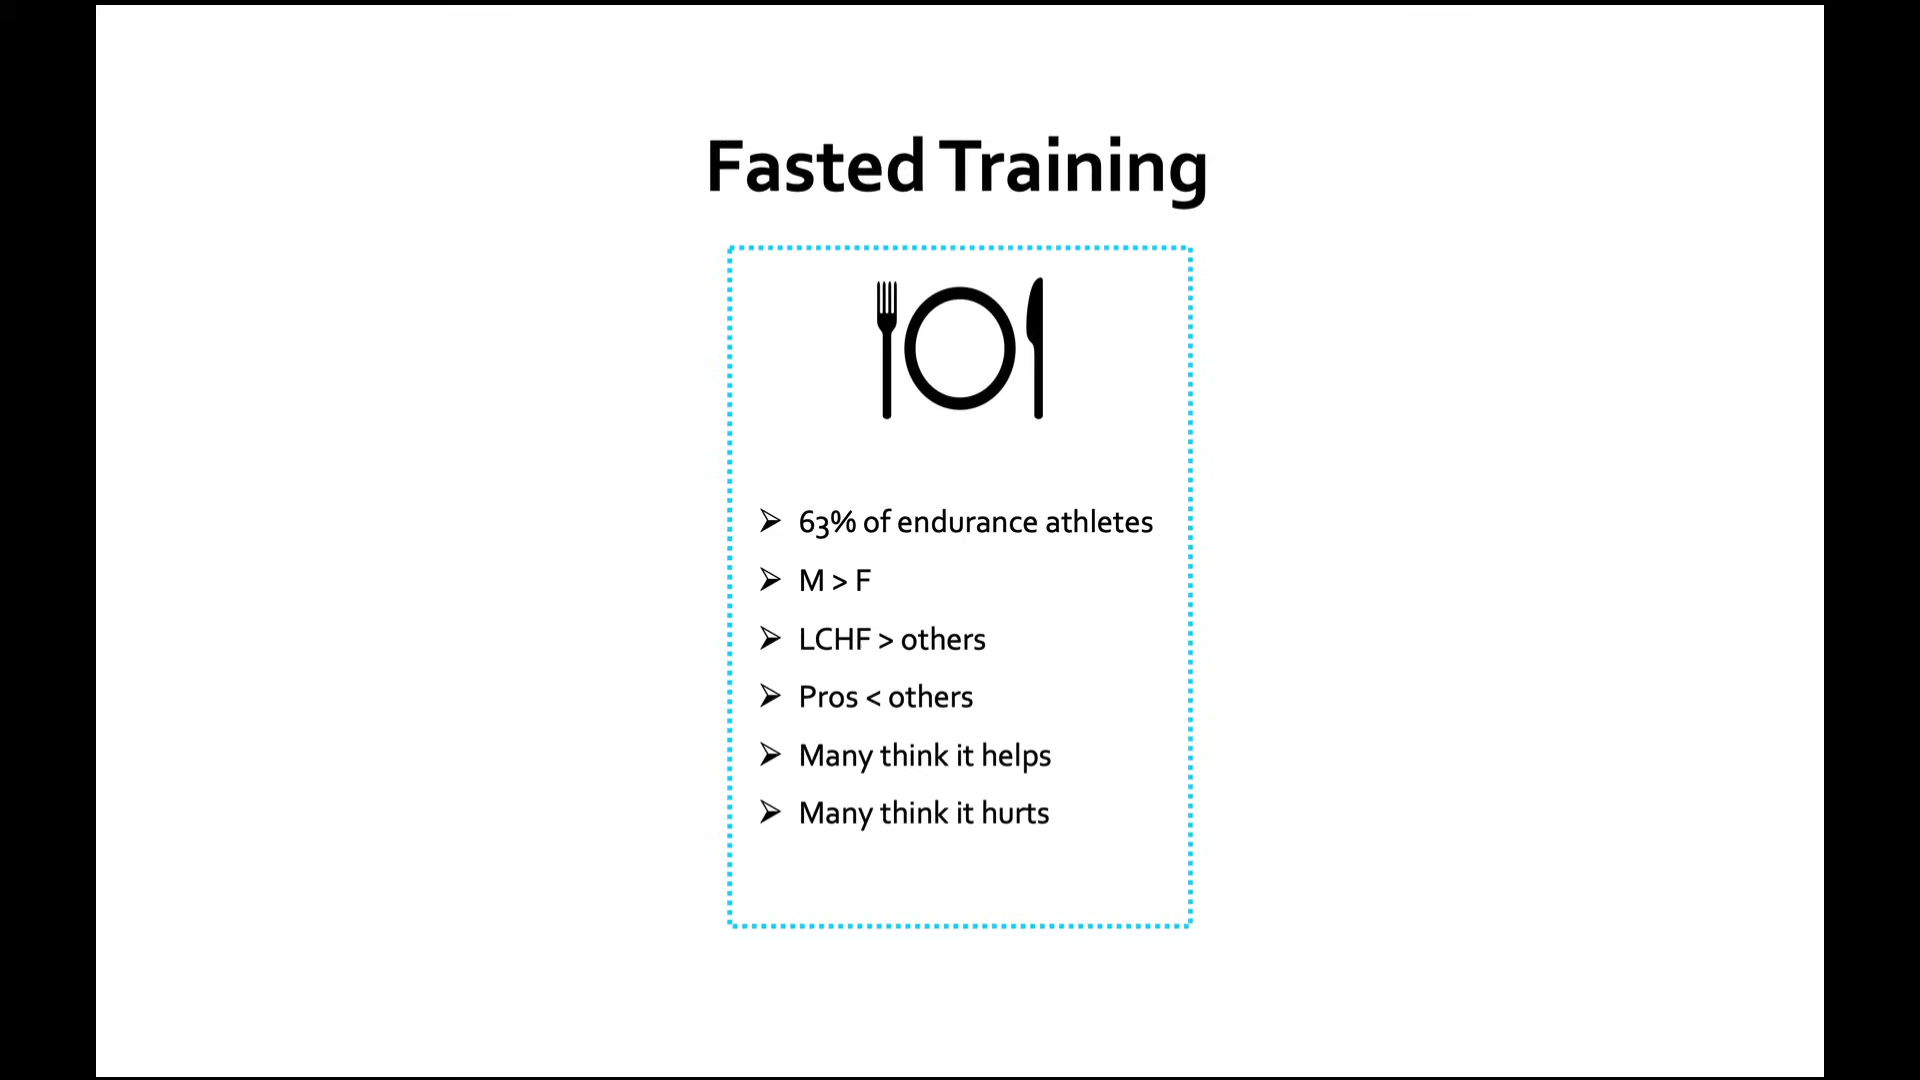 Fasted Training
➢ 63% of endurance athletes
➢ M > F
➢ LCHF > others
➢ Pros < others
➢ Many think it helps
➢ Many think it hurts